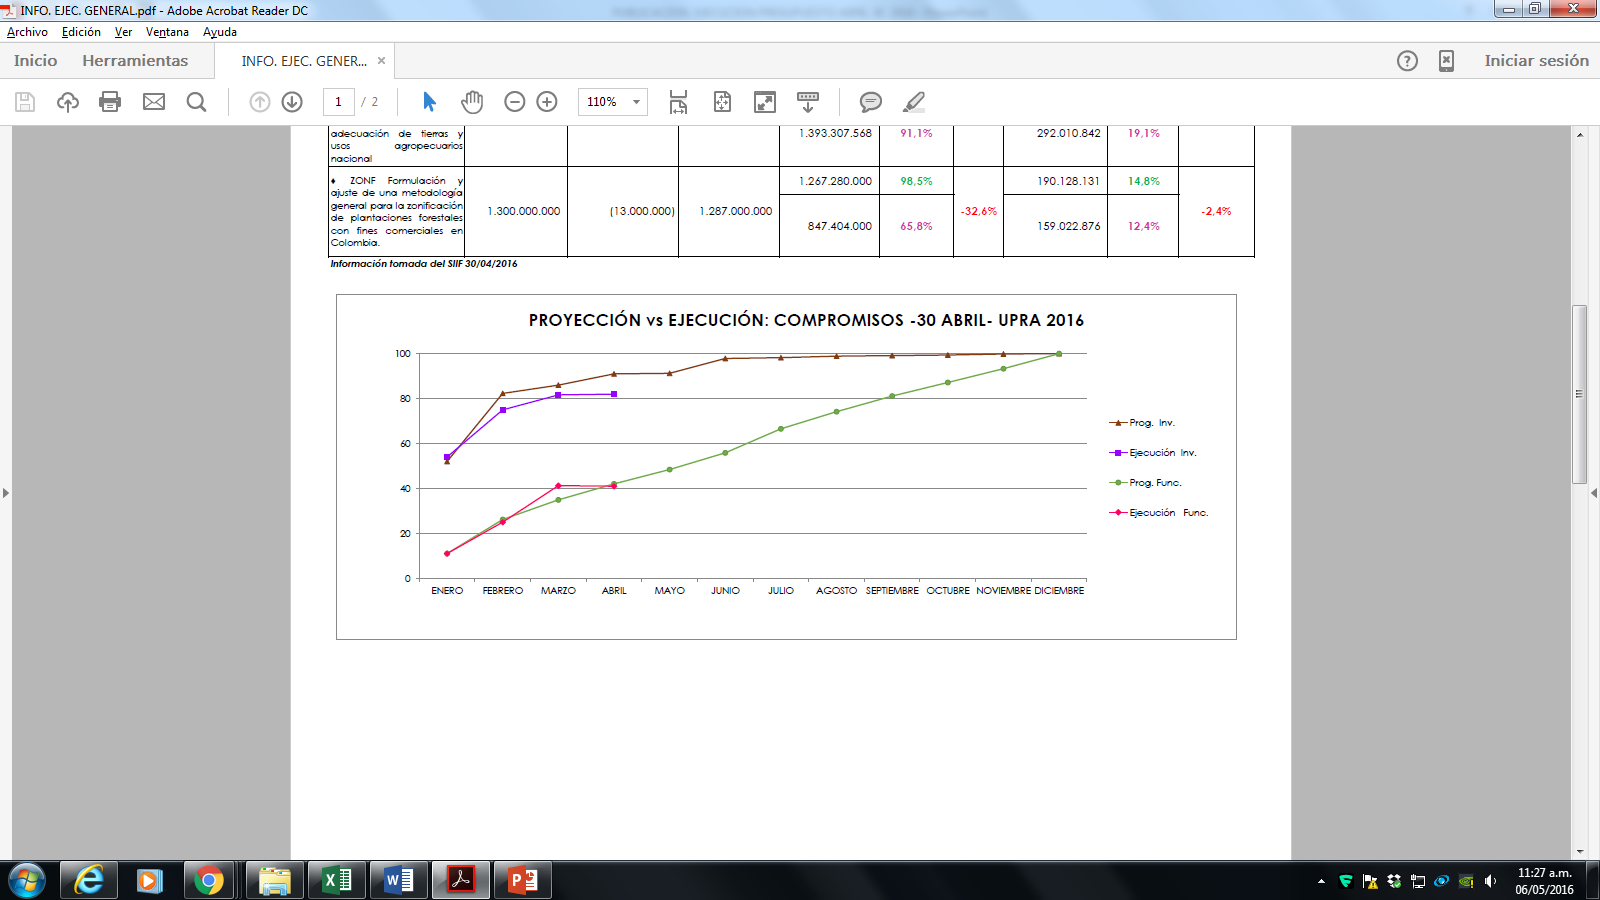 INFO. EJEC. GENERAL.pdf - Adobe Acrobat Reader DC
Archivo Edición Ver Ventana Ayuda
Inicio Herramientas INFO. EJEC. GENER... × Iniciar sesión
1 / 2 110%
adecuación de tierras y
usos agropecuarios
nacional
1.393.307.568 91,1% 292.010.842 19,1%
♦ ZONF Formulación y
ajuste de una metodología
general para la zonificación
de plantaciones forestales
con fines comerciales en
Colombia.
1.300.000.000 (13.000.000) 1.287.000.000
1.267.280.000 98,5% 190.128.131 14,8%
-32,6% -2,4%
847.404.000 65,8% 159.022.876 12,4%
Información tomada del SIIF 30/04/2016
PROYECCIÓN vs EJECUCIÓN: COMPROMISOS -30 ABRIL- UPRA 2016
100
80
60
40
20
0
ENERO FEBRERO MARZO ABRIL MAYO JUNIO JULIO AGOSTO SEPTIEMBRE OCTUBRE NOVIEMBRE DICIEMBRE
Prog. Inv.
Ejecución Inv.
Prog. Func.
Ejecución Func.
11:27 a.m.
06/05/2016